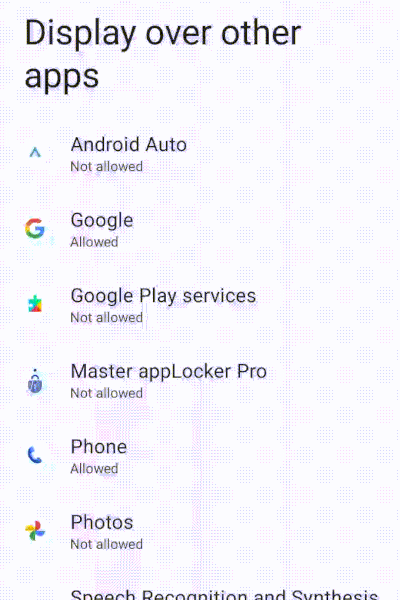 Display over other
apps
Android Auto
Not allowed
Google
Allowed
Google Play services
Not allowed
Master appLocker Pro
Not allowed
Phone
Allowed
Photos
Not allowed
Speech Recognition and Synthesis